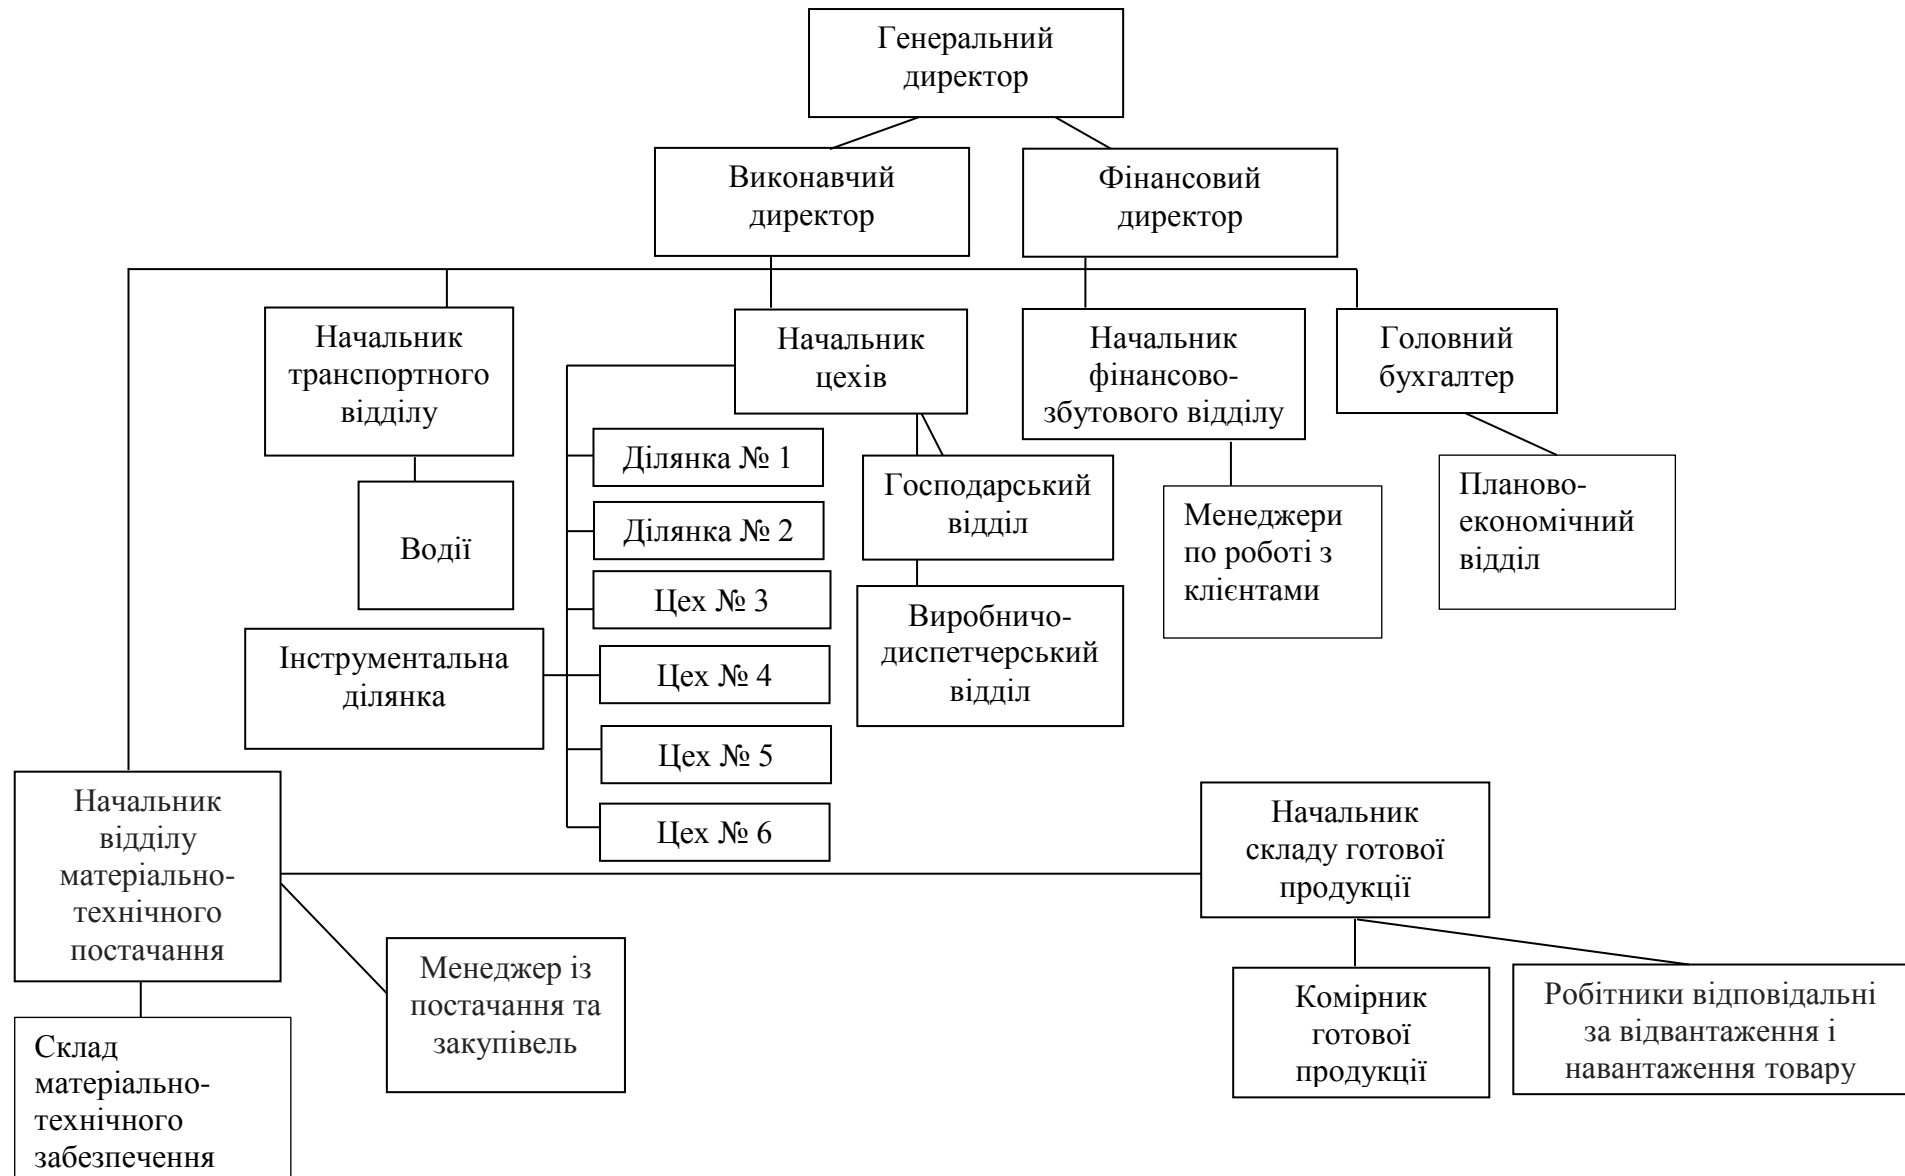 Генеральний
директор
Виконавчий
директор
Фінансовий
директор
Начальник
транспортного
відділу
Начальник
цехів
Начальник
фінансово-
збутового відділу
Головний
бухгалтер
Ділянка № 1
Ділянка № 2
Цех № 3
Цех № 4
Цех № 5
Цех № 6
Господарський
відділ
Виробничо-
диспетчерський
відділ
Менеджери
по роботі з
клієнтами
Планово-
економічний
відділ
Водії
Інструментальна
ділянка
Начальник
відділу
матеріально-
технічного
постачання
Начальник
складу готової
продукції
Менеджер із
постачання та
закупівель
Комірник
готової
продукції
Робітники відповідальні
за відвантаження і
навантаження товару
Склад
матеріально-
технічного
забезпечення